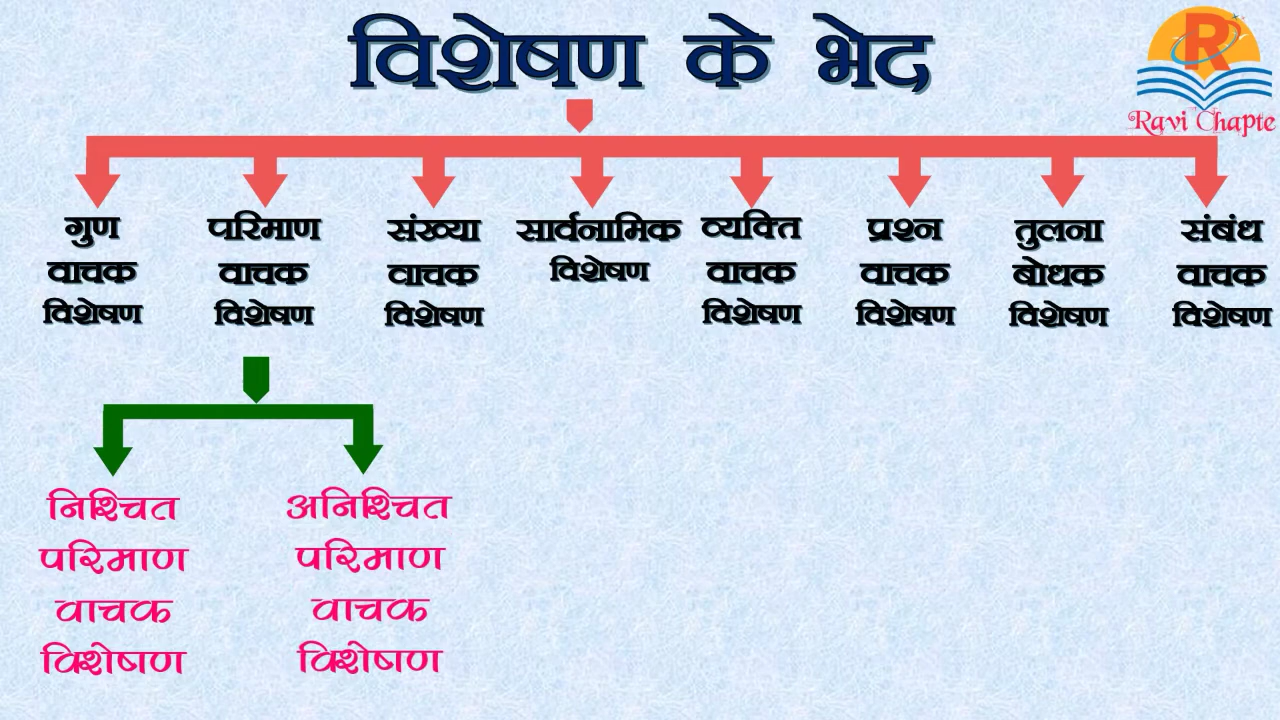 विशेषण के भेद
R
Ravi Chapte
गुण
वाचक
विशेषण
परिमाण
वाचक
विशेषण
संख्या
वाचक
विशेषण
सार्वनामिक
विशेषण
व्यक्ति
वाचक
विशेषण
प्रश्न
वाचक
विशेषण
तुलना
बोधक
विशेषण
संबंध
वाचक
विशेषण
निश्चित
परिमाण
वाचक
विशेषण
अनिश्चित
परिमाण
वाचक
विशेषण